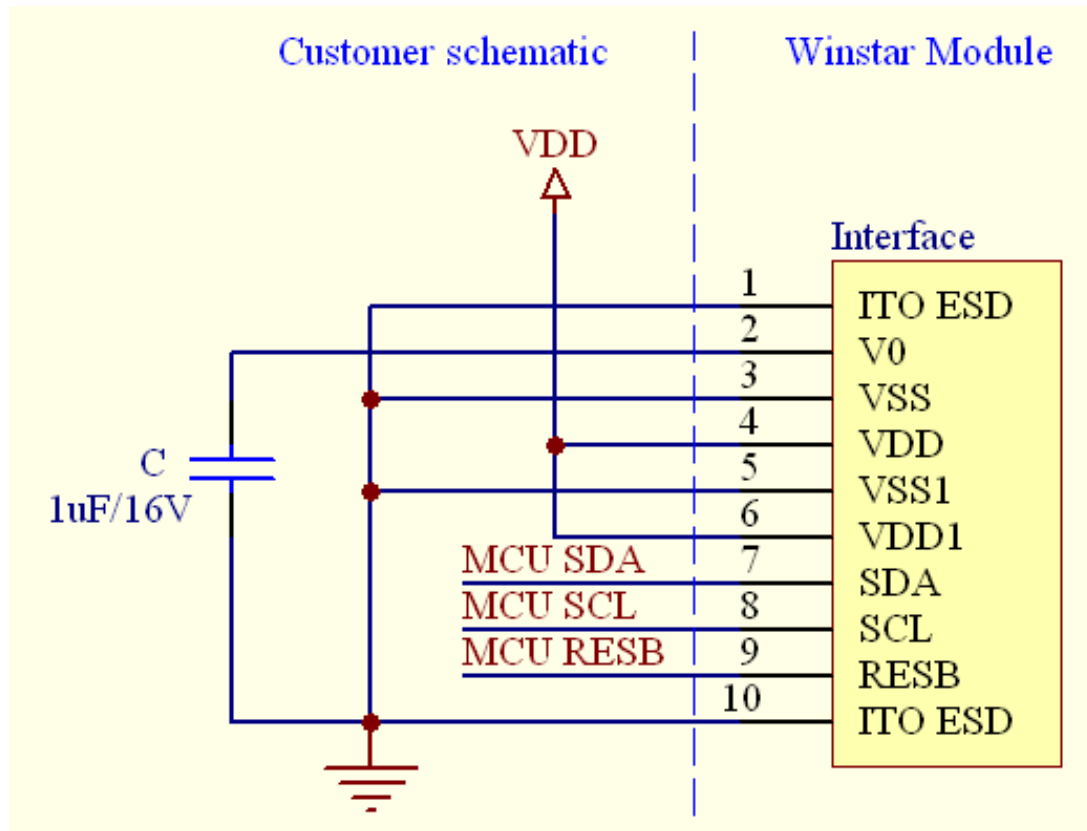 Customer schematic
Winstar Module
VDD
Interface
1
ITO ESD
2
V0
3
VSS
4
VDD
C
1uF/16V
5
VSS1
6
VDD1
MCU SDA
7
SDA
MCU SCL
8
SCL
MCU RESB
9
RESB
10
ITO ESD